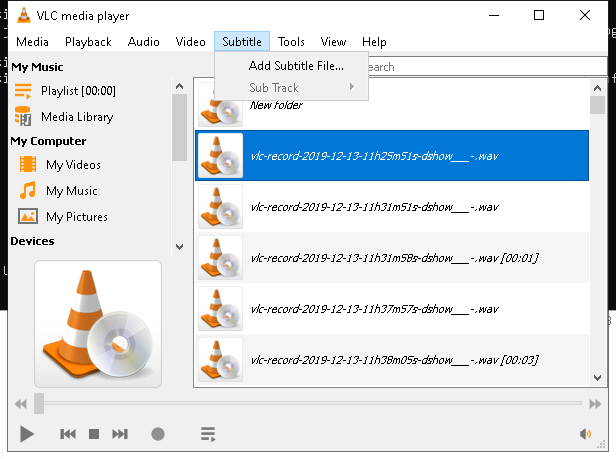 VLC media player
Media Playback Audio Video Subtitle Tools View Help
Add Subtitle File...
Sub Track
My Music
Playlist [00:00]
Media Library
My Computer
My Videos
My Music
My Pictures
Devices
earch
New folder
vlc-record-2019-12-13-11h25m51s-dshow___-.wav
vlc-record-2019-12-13-11h31m51s-dshow___-.wav
vlc-record-2019-12-13-11h31m58s-dshow___-.wav [00:01]
vlc-record-2019-12-13-11h37m57s-dshow___-.wav
vlc-record-2019-12-13-11h38m05s-dshow___-.wav [00:03]